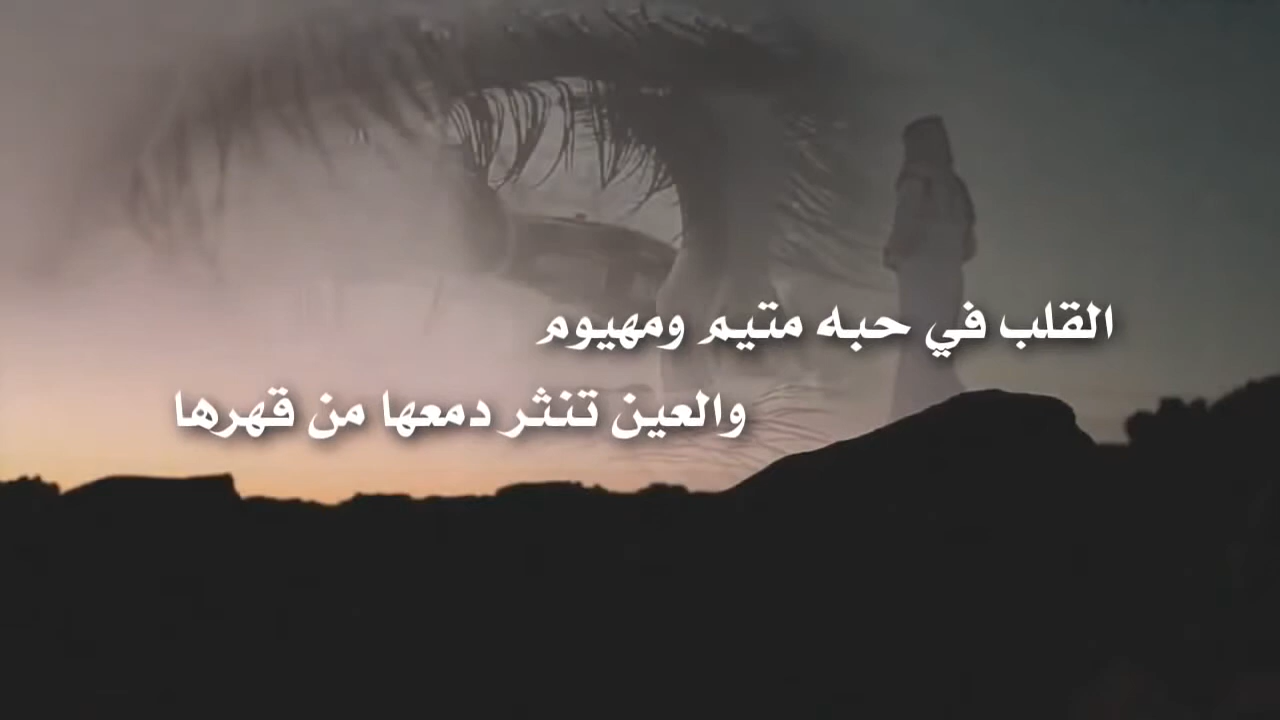 القلب في حبه متيم ومهيوم
والعين تنثر دمعها من قهرها